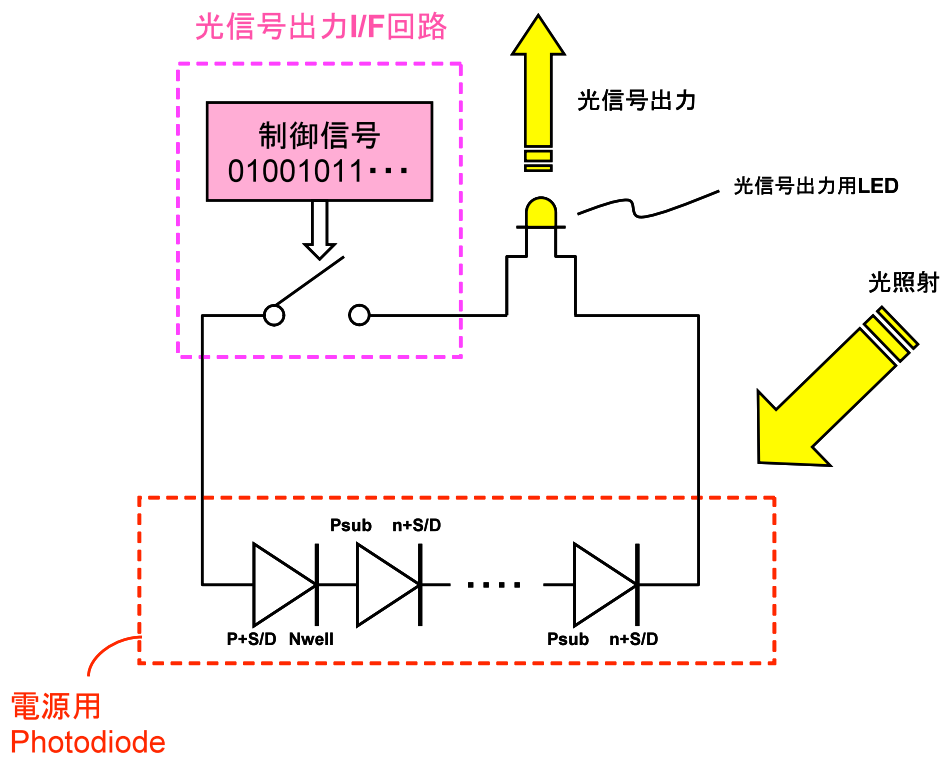 光信号出力I/F回路
制御信号
01001011･･･
光信号出力
光信号出力用LED
光照射
Psub n+S/D
P+S/D Nwell
Psub n+S/D
電源用
Photodiode